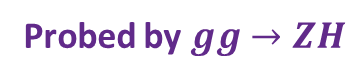 Probed by gg → ZH